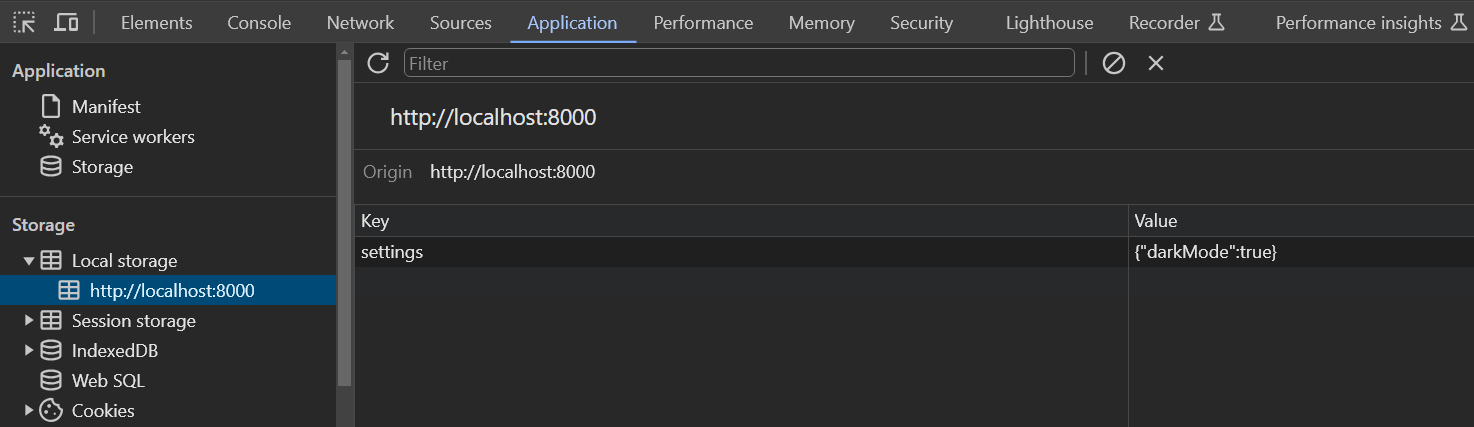 Elements Console Network Sources Application Performance Memory Security Lighthouse Recorder Performance insights
Application
Manifest
Service workers
Storage
Storage
Local storage
http://localhost:8000
Session storage
IndexedDB
Web SQL
Cookies
Filter
http://localhost:8000
Origin http://localhost:8000
Key Value
settings {"darkMode":true}